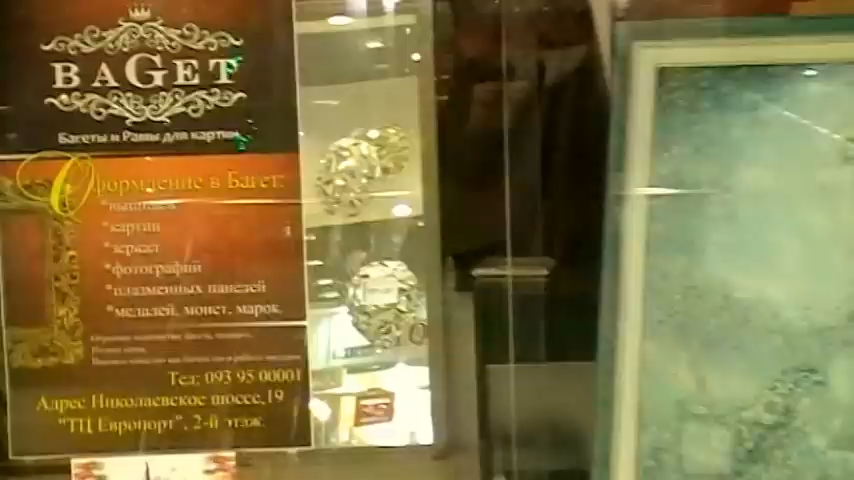 BAGET
Багеты и Рамы для картин
Оформление в Багет:
*вышивок
*картин
*зеркал
*фотографий
*плазменных панелей
*медалей, монет, марок.
Тел: 093 95 00001
Адрес Николаевское шоссе,19
"ТЦ Европорт", 2-й этаж.